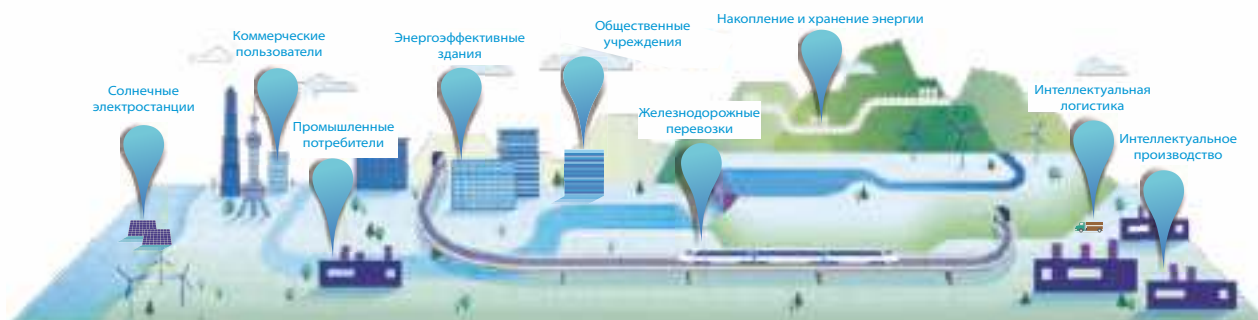 Солнечные
электростанции
Коммерческие
пользователи
Промышленные
потребители
Энергоэффективные
здания
Общественные
учреждения
Железнодорожные
перевозки
Накопление и хранение энергии
Интеллектуальная
логистика
Интеллектуальное
производство